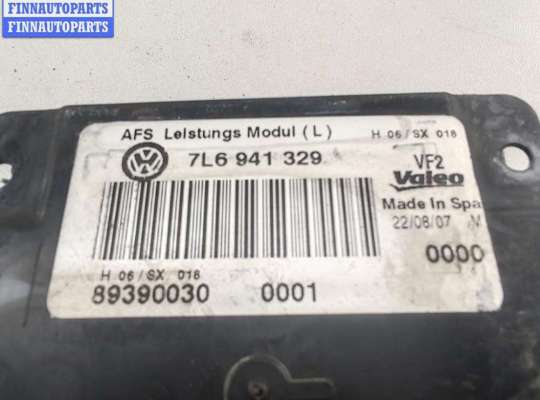 FINNAUTOPARTS
FINNAUTOPARTS
FINNAUTOPARTS
AFS Leistungs Modul (L)
H 06/SX 018
7L6 941 329
VF2
Valeo
Made In Spa
22/08/07
0000
H 06/SX 018
89390030 0001